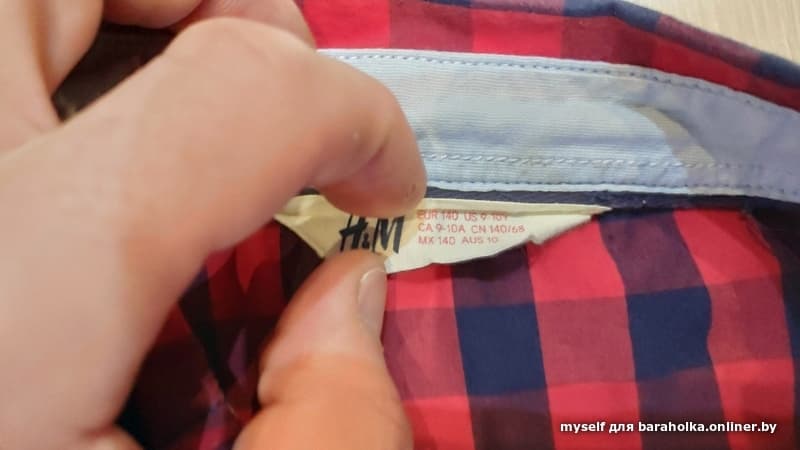 H&M
EUR 140 US 9-10Y
CA 9-10A CN 140/68
MX 140 AUS 10
myself для baraholka.onliner.by